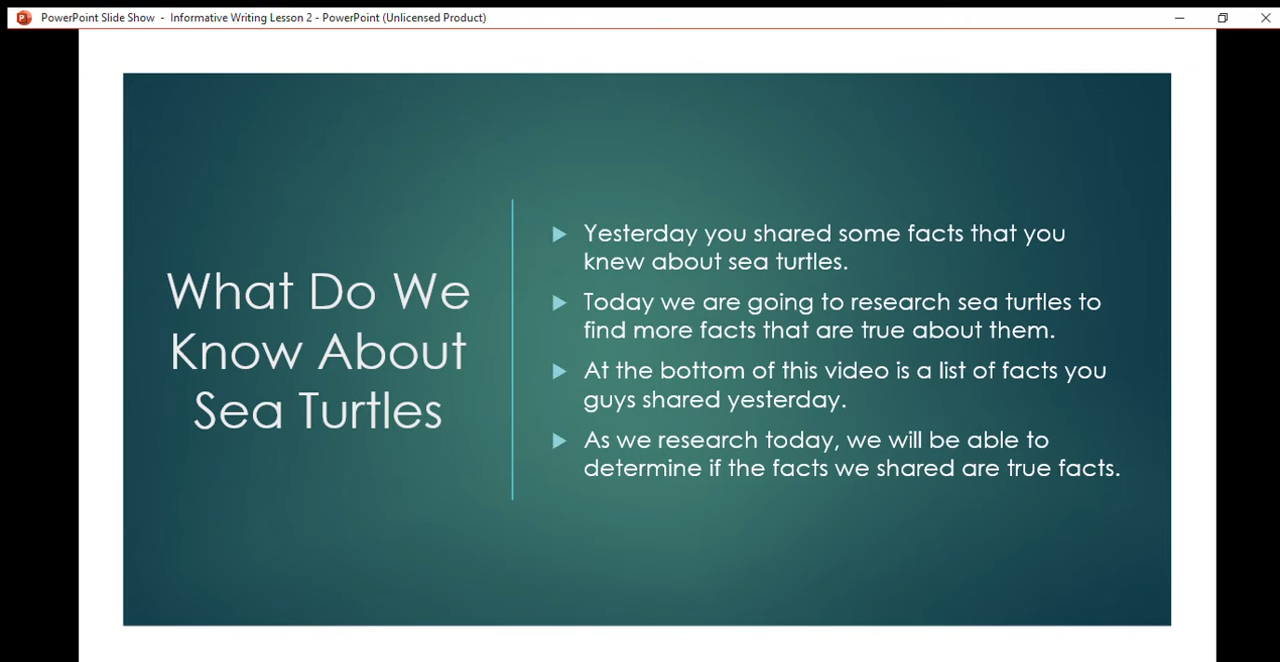 PowerPoint Slide Show - Informative Writing Lesson 2 - PowerPoint (Unlicensed Product)
What Do We
Know About
Sea Turtles
Yesterday you shared some facts that you
knew about sea turtles.
Today we are going to research sea turtles to
find more facts that are true about them.
At the bottom of this video is a list of facts you
guys shared yesterday.
As we research today, we will be able to
determine if the facts we shared are true facts.